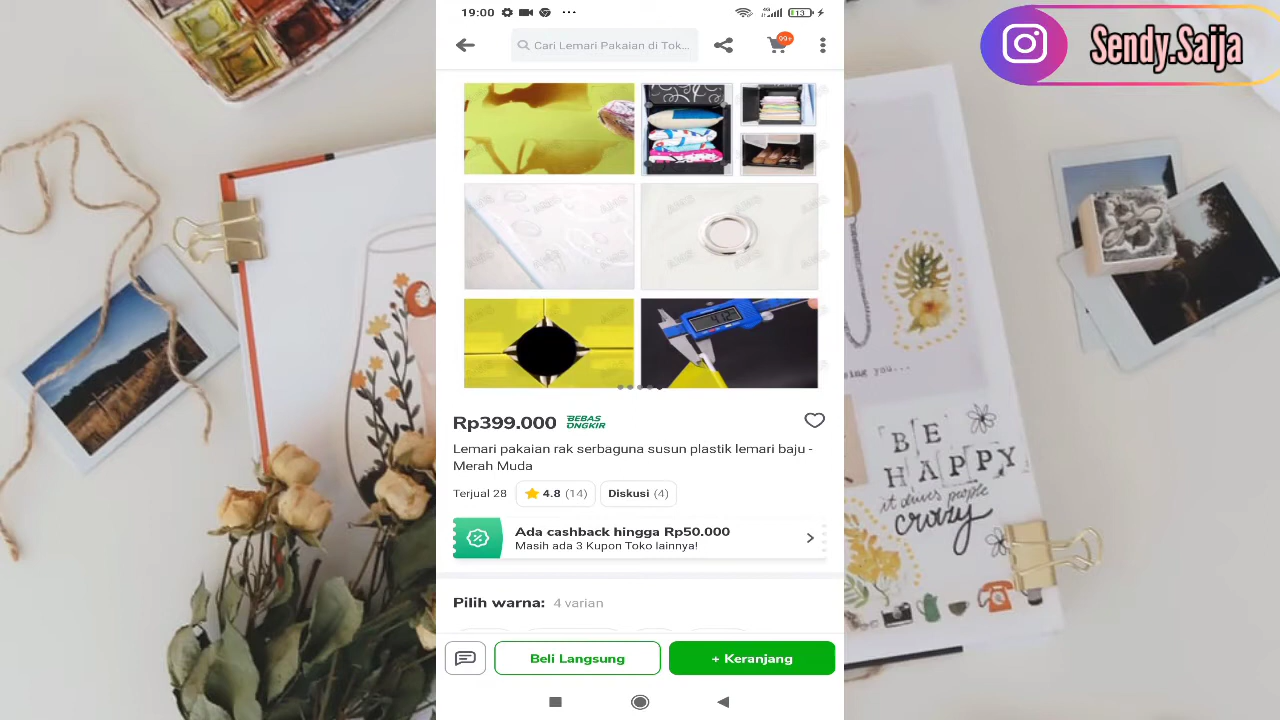 19:00
13
Sendy.Saija
Cari Lemari Pakaian di Tok...
99+
Rp399.000 BEBAS ONGKIR
Lemari pakaian rak serbaguna susun plastik lemari baju -
Merah Muda
Terjual 28 4.8 (14) Diskusi (4)
Ada cashback hingga Rp50.000
Masih ada 3 Kupon Toko lainnya!
Pilih warna: 4 varian
Beli Langsung + Keranjang
BE
HAPPY
it drives people
crazy